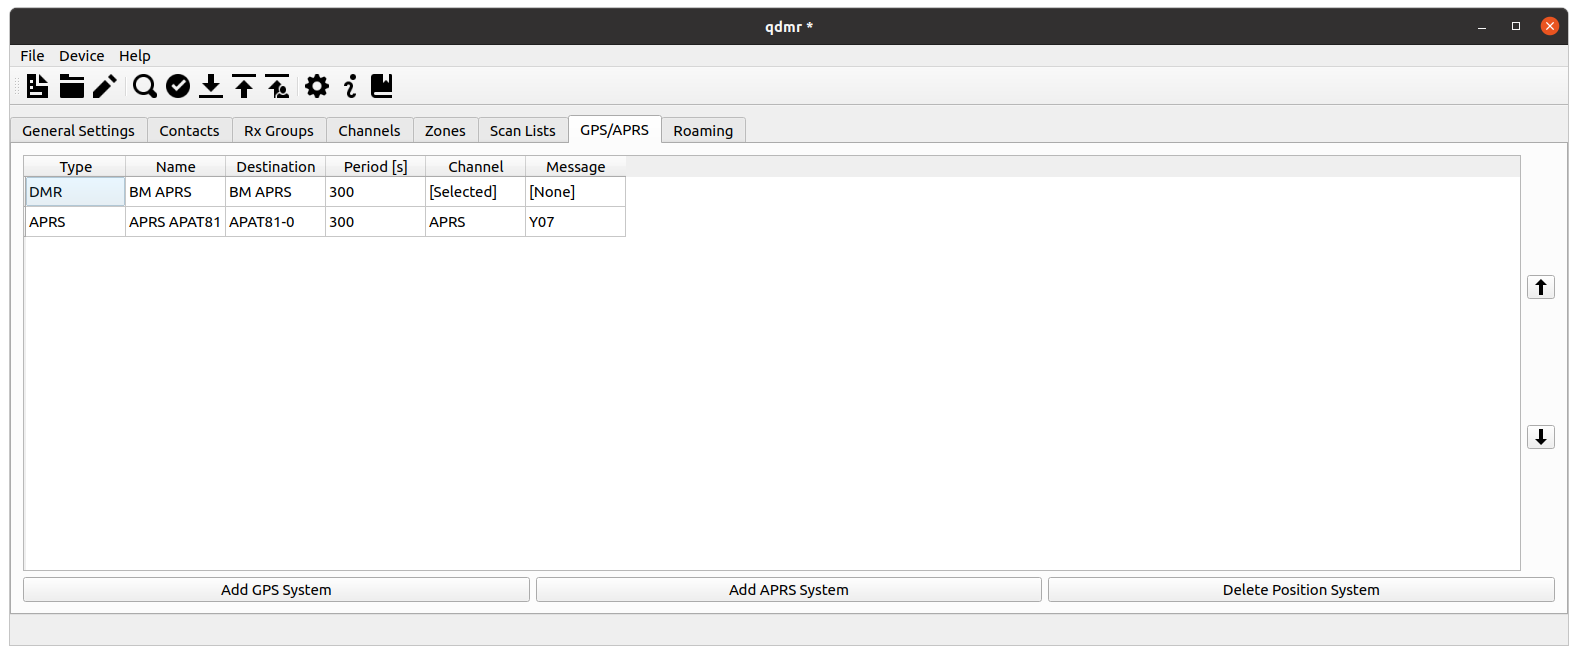 qdmr *
File Device Help
General Settings Contacts Rx Groups Channels Zones Scan Lists GPS/APRS Roaming
Type Name Destination Period [s] Channel Message
DMR BM APRS BM APRS 300 [Selected] [None]
APRS APRS APAT81 APAT81-0 300 APRS Y07
Add GPS System Add APRS System Delete Position System